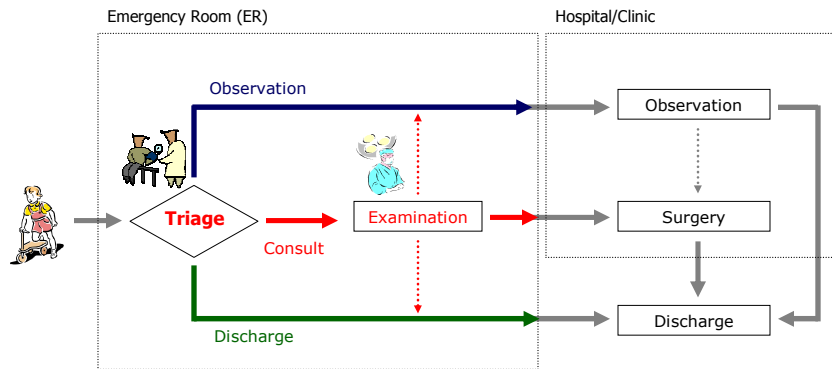 Emergency Room (ER)
Hospital/Clinic
Observation
Observation
Triage
Examination
Surgery
Consult
Discharge
Discharge